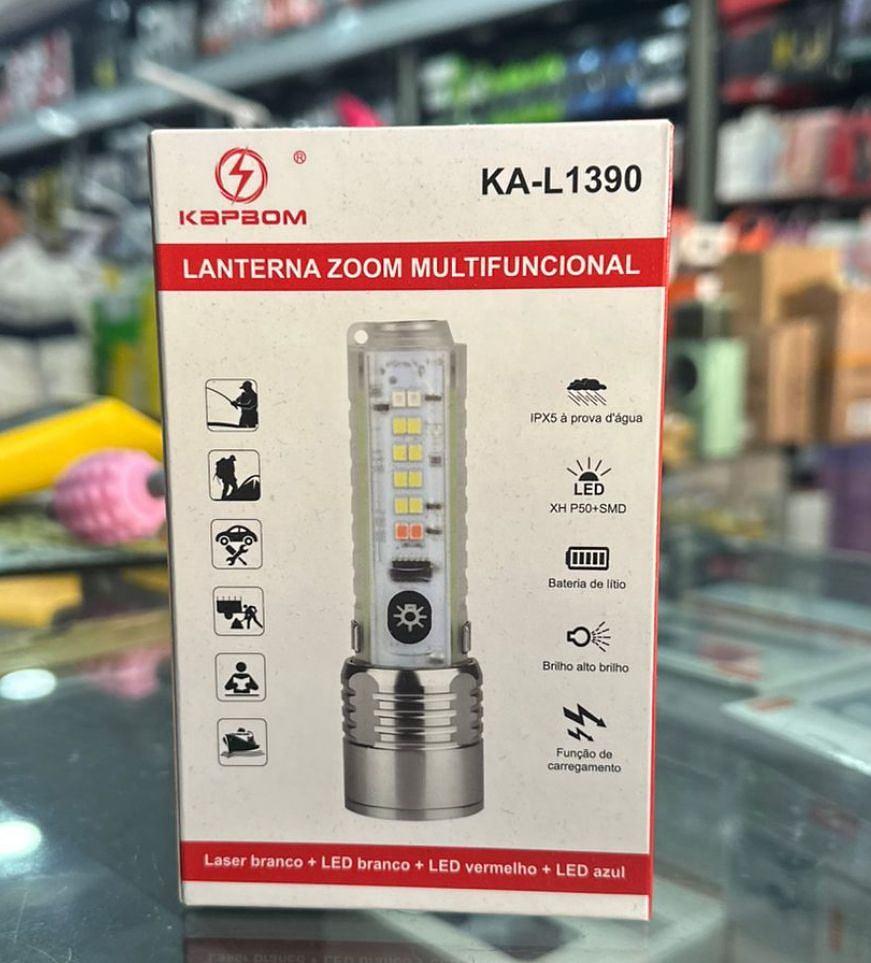 ®
KAPBOM
KA-L1390
LANTERNA ZOOM MULTIFUNCIONAL
IPX5 à prova d'água
LED
XH P50+SMD
Bateria de lítio
Brilho alto brilho
Função de
carregamento
Laser branco + LED branco + LED vermelho + LED azul